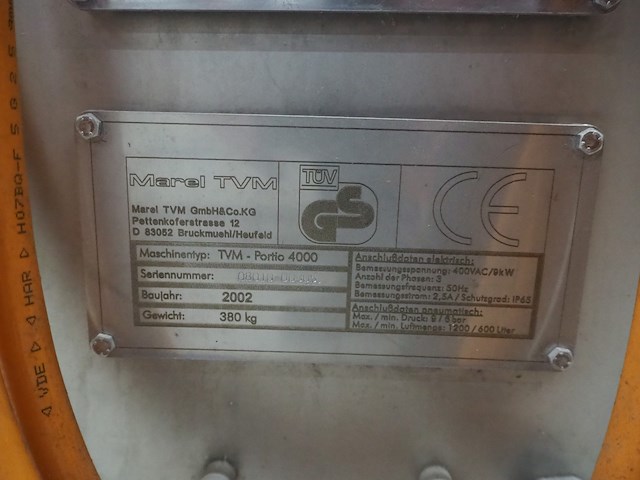 Marel TVM
Marel TVM GmbH&Co.KG
Pettenkoferstrasse 12
D 83052 Bruckmuehl/Heufeld
TÜV
GS
CE
Maschinentyp: TVM - Portio 4000
Seriennummer:
Baujahr: 2002
Gewicht: 380 kg
Anschlußdaten elektrisch:
Bemessungsspannung: 400VAC/9kW
Anzahl der Phasen: 3
Bemessungsfrequenz: 50Hz
Bemessungsstrom: 2,5A / Schutzgrad: IP65
Anschlußdaten pneumatisch:
Max. / min. Druck: 9 / 6 bar
Max. / min. Luftmenge: 1200 / 600 Liter
◁ VDE ▷ ◁ HAR ▷ H07BQ-F 5G2,5